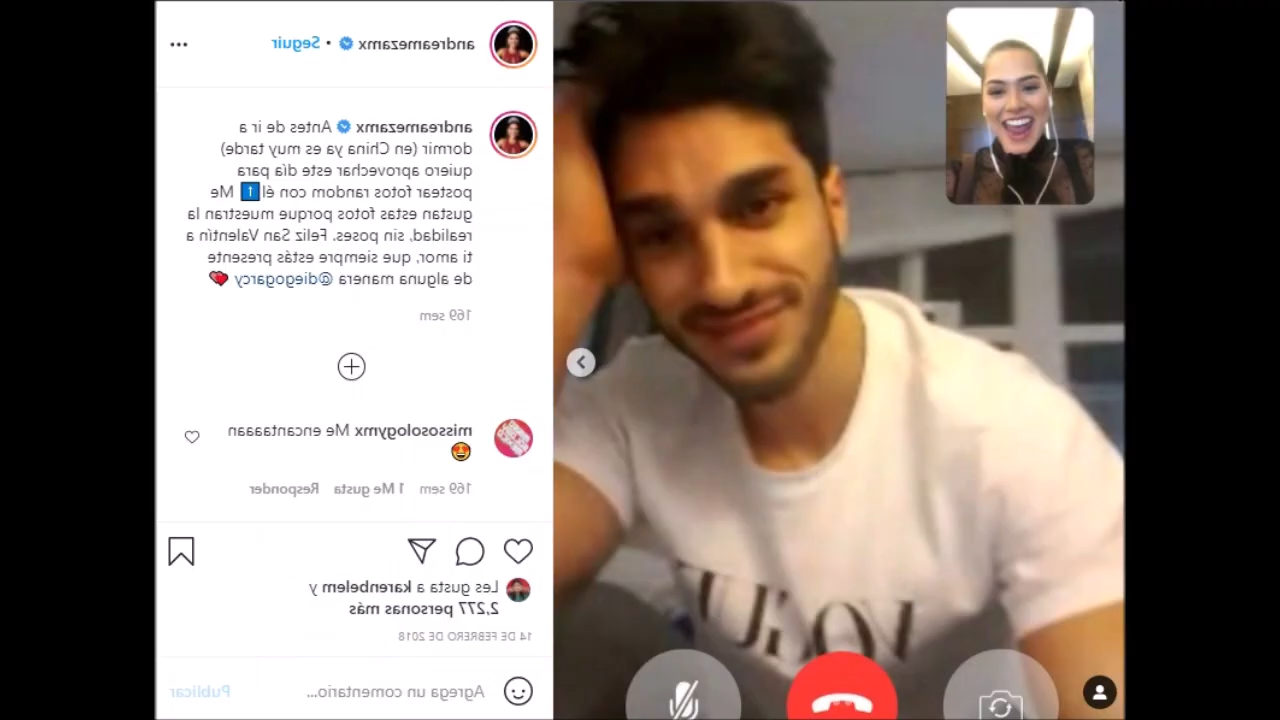 andreamezamx • Seguir
andreamezamx Antes de ir a
dormir (en China ya es muy tarde)
quiero aprovechar este día para
postear fotos random con él⬆️ Me
gustan estas fotos porque muestran la
realidad, sin poses. Feliz San Valentín a
ti amor, que siempre estás presente
de alguna manera @diegogarcy 💘
169 sem
missosologymx Me encantaaaan
😍
169 sem 1 Me gusta Responder
Les gusta a karenbelem y
2,277 personas más
14 DE FEBRERO DE 2018
Agrega un comentario... Publicar
VOGUE